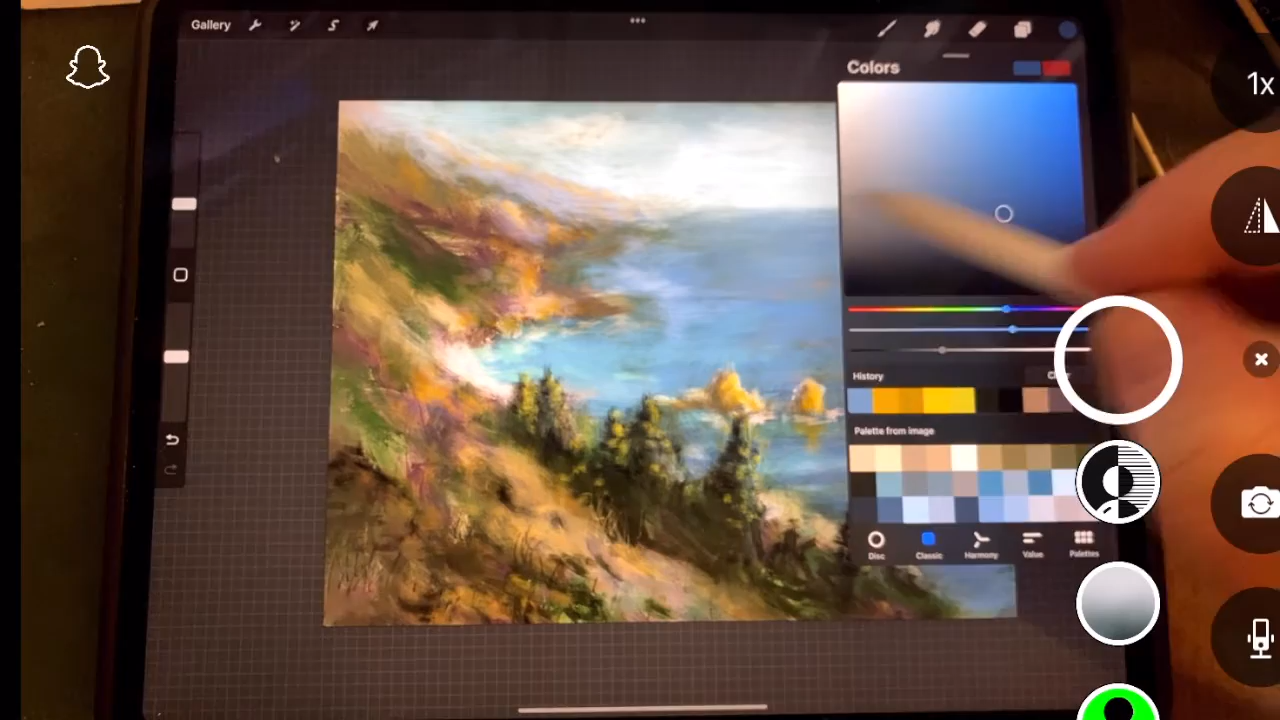 Gallery
Colors
1x
History
Palette from image
Disc
Classic
Harmony
Value
Palettes